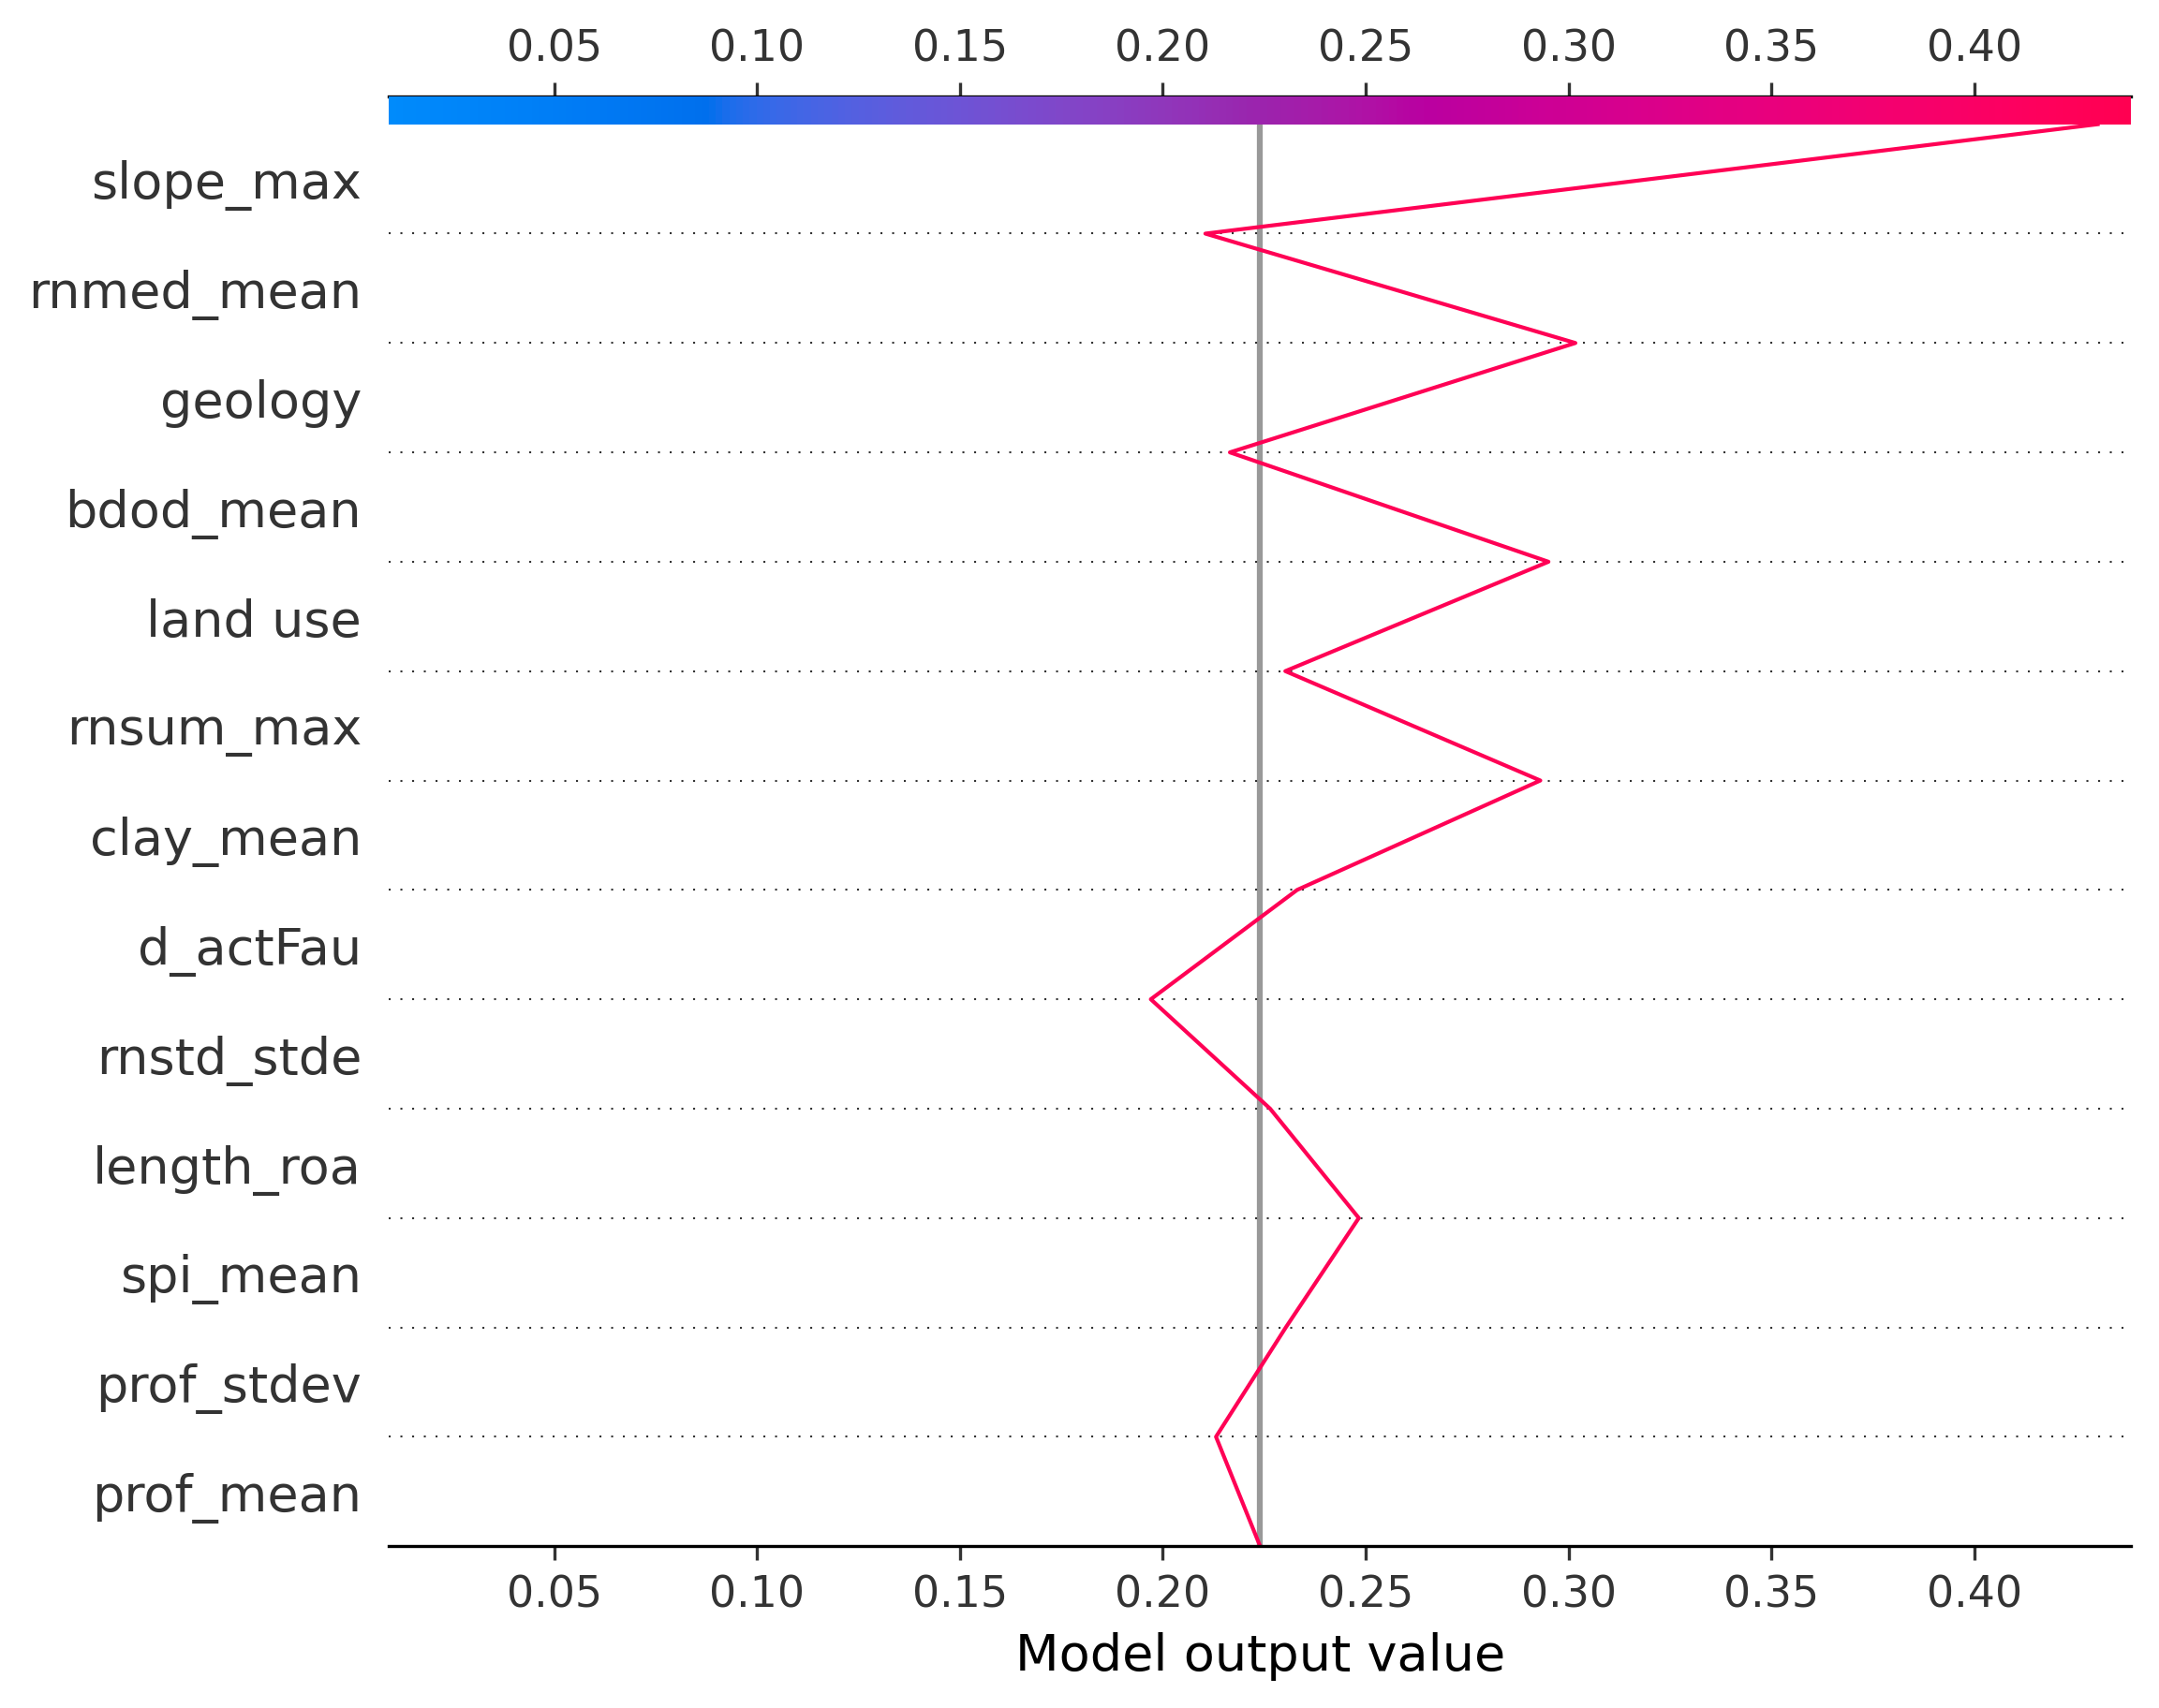 0.05 0.10 0.15 0.20 0.25 0.30 0.35 0.40
slope_max
rnmed_mean
geology
bdod_mean
land use
rnsum_max
clay_mean
d_actFau
rnstd_stde
length_roa
spi_mean
prof_stdev
prof_mean
0.05 0.10 0.15 0.20 0.25 0.30 0.35 0.40
Model output value